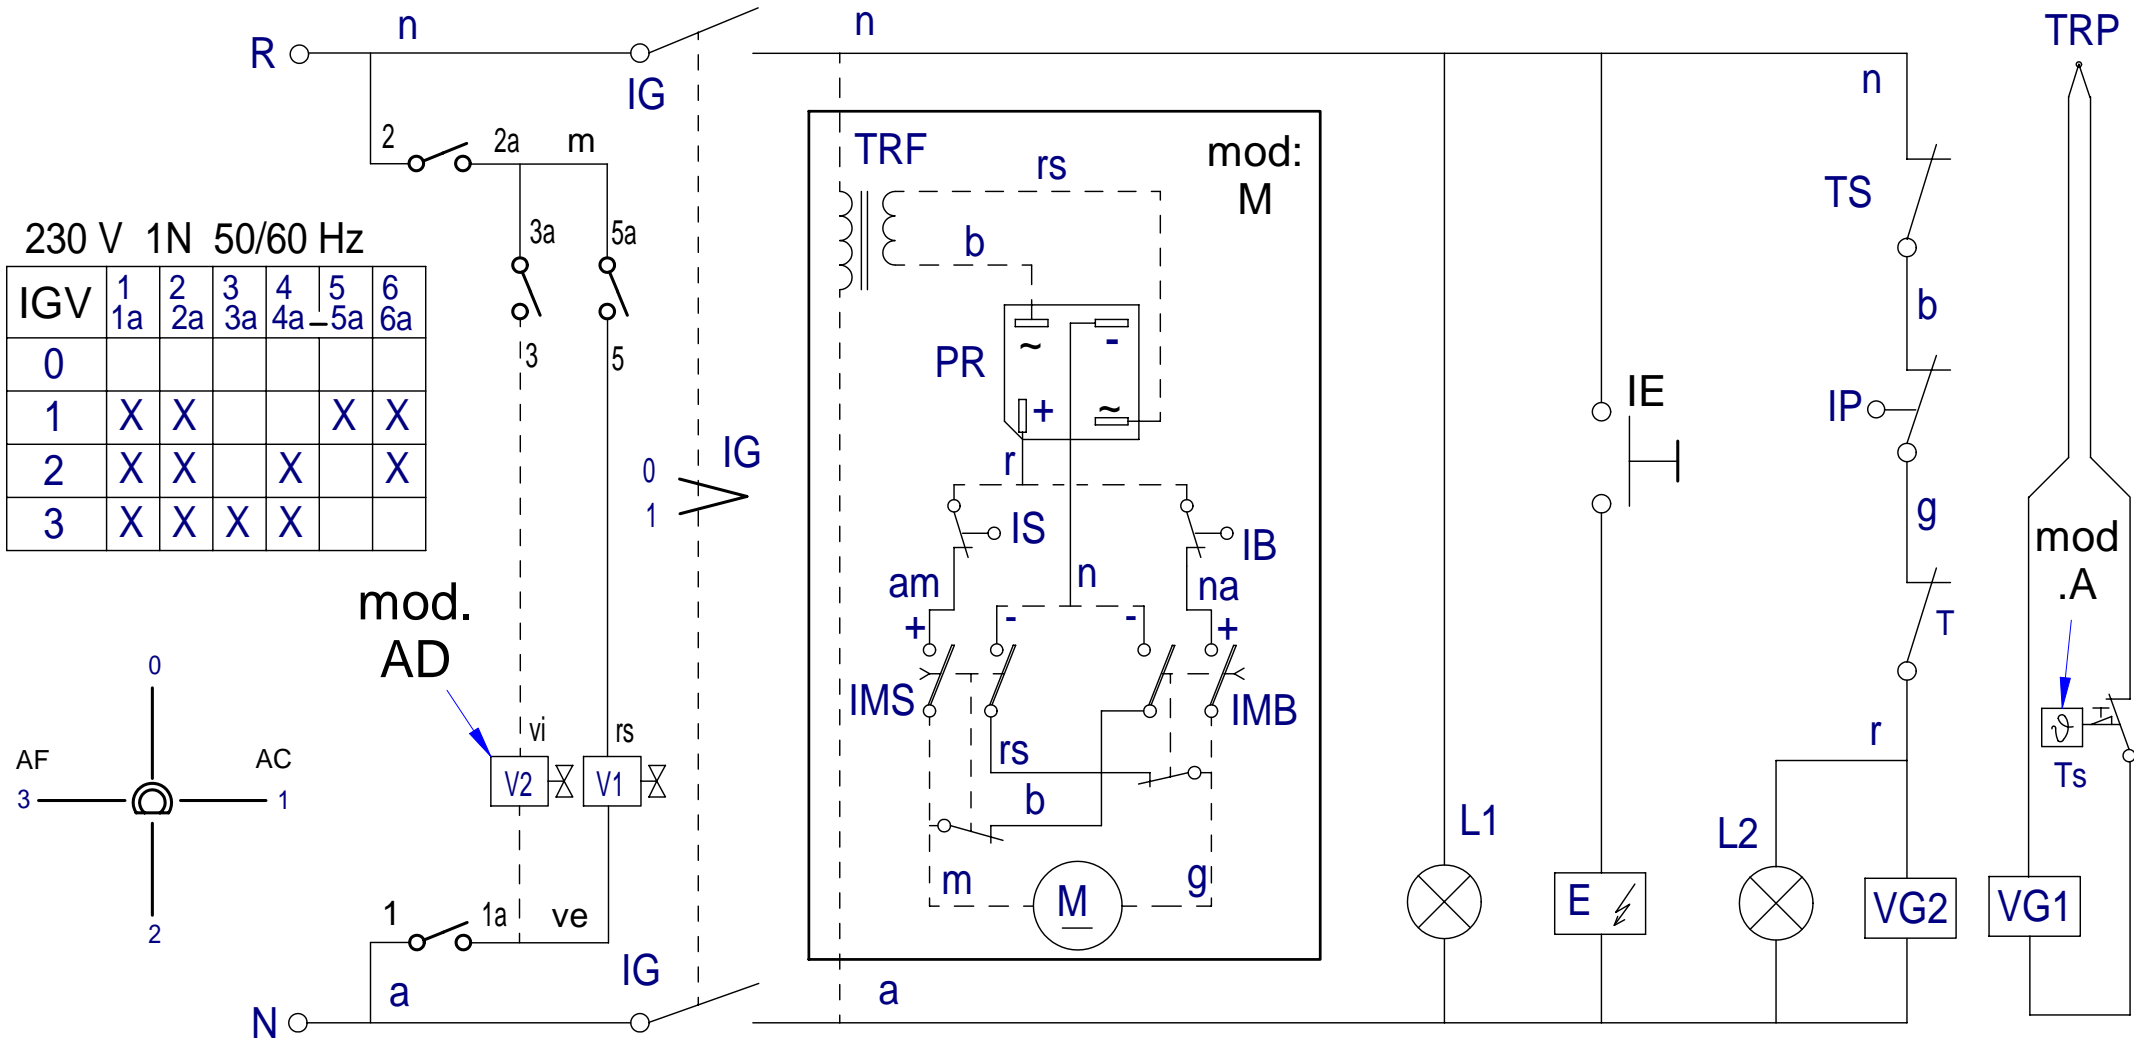 n
n
R
IG
TRP
n
2
2a
m
TRF
rs
mod:
M
TS
230 V 1N 50/60 Hz
3a
5a
b
IGV 1 2 3 4 5 6
1a 2a 3a 4a 5a 6a
0
1 X X X X
2 X X X X
3 X X X X
b
3
5
PR
~
-
+
~
IE
IP
0
IG
1
r
g
IS
IB
mod
.A
mod.
AD
am
n
na
+
-
-
+
T
0
IMS
IMB
vi
rs
rs
r
AF
AC
3
1
V2
V1
ϑ
Ts
b
L1
L2
2
1
1a
ve
m
M
g
E
VG2
VG1
IG
a
a
N